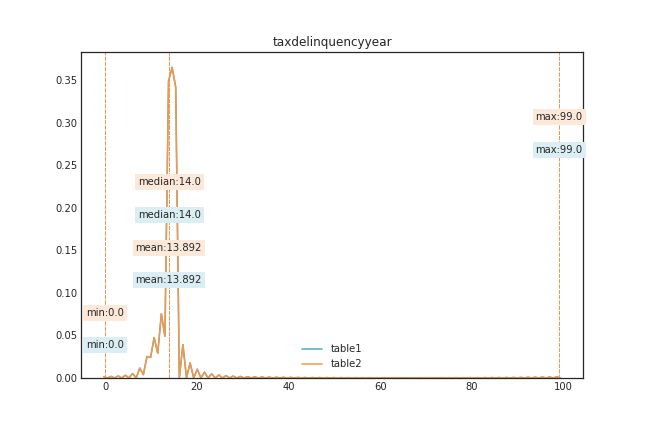 taxdelinquencyyear
0.35
0.30
0.25
0.20
0.15
0.10
0.05
0.00
max:99.0
max:99.0
median:14.0
median:14.0
mean:13.892
mean:13.892
min:0.0
min:0.0
table1
table2
0
20
40
60
80
100